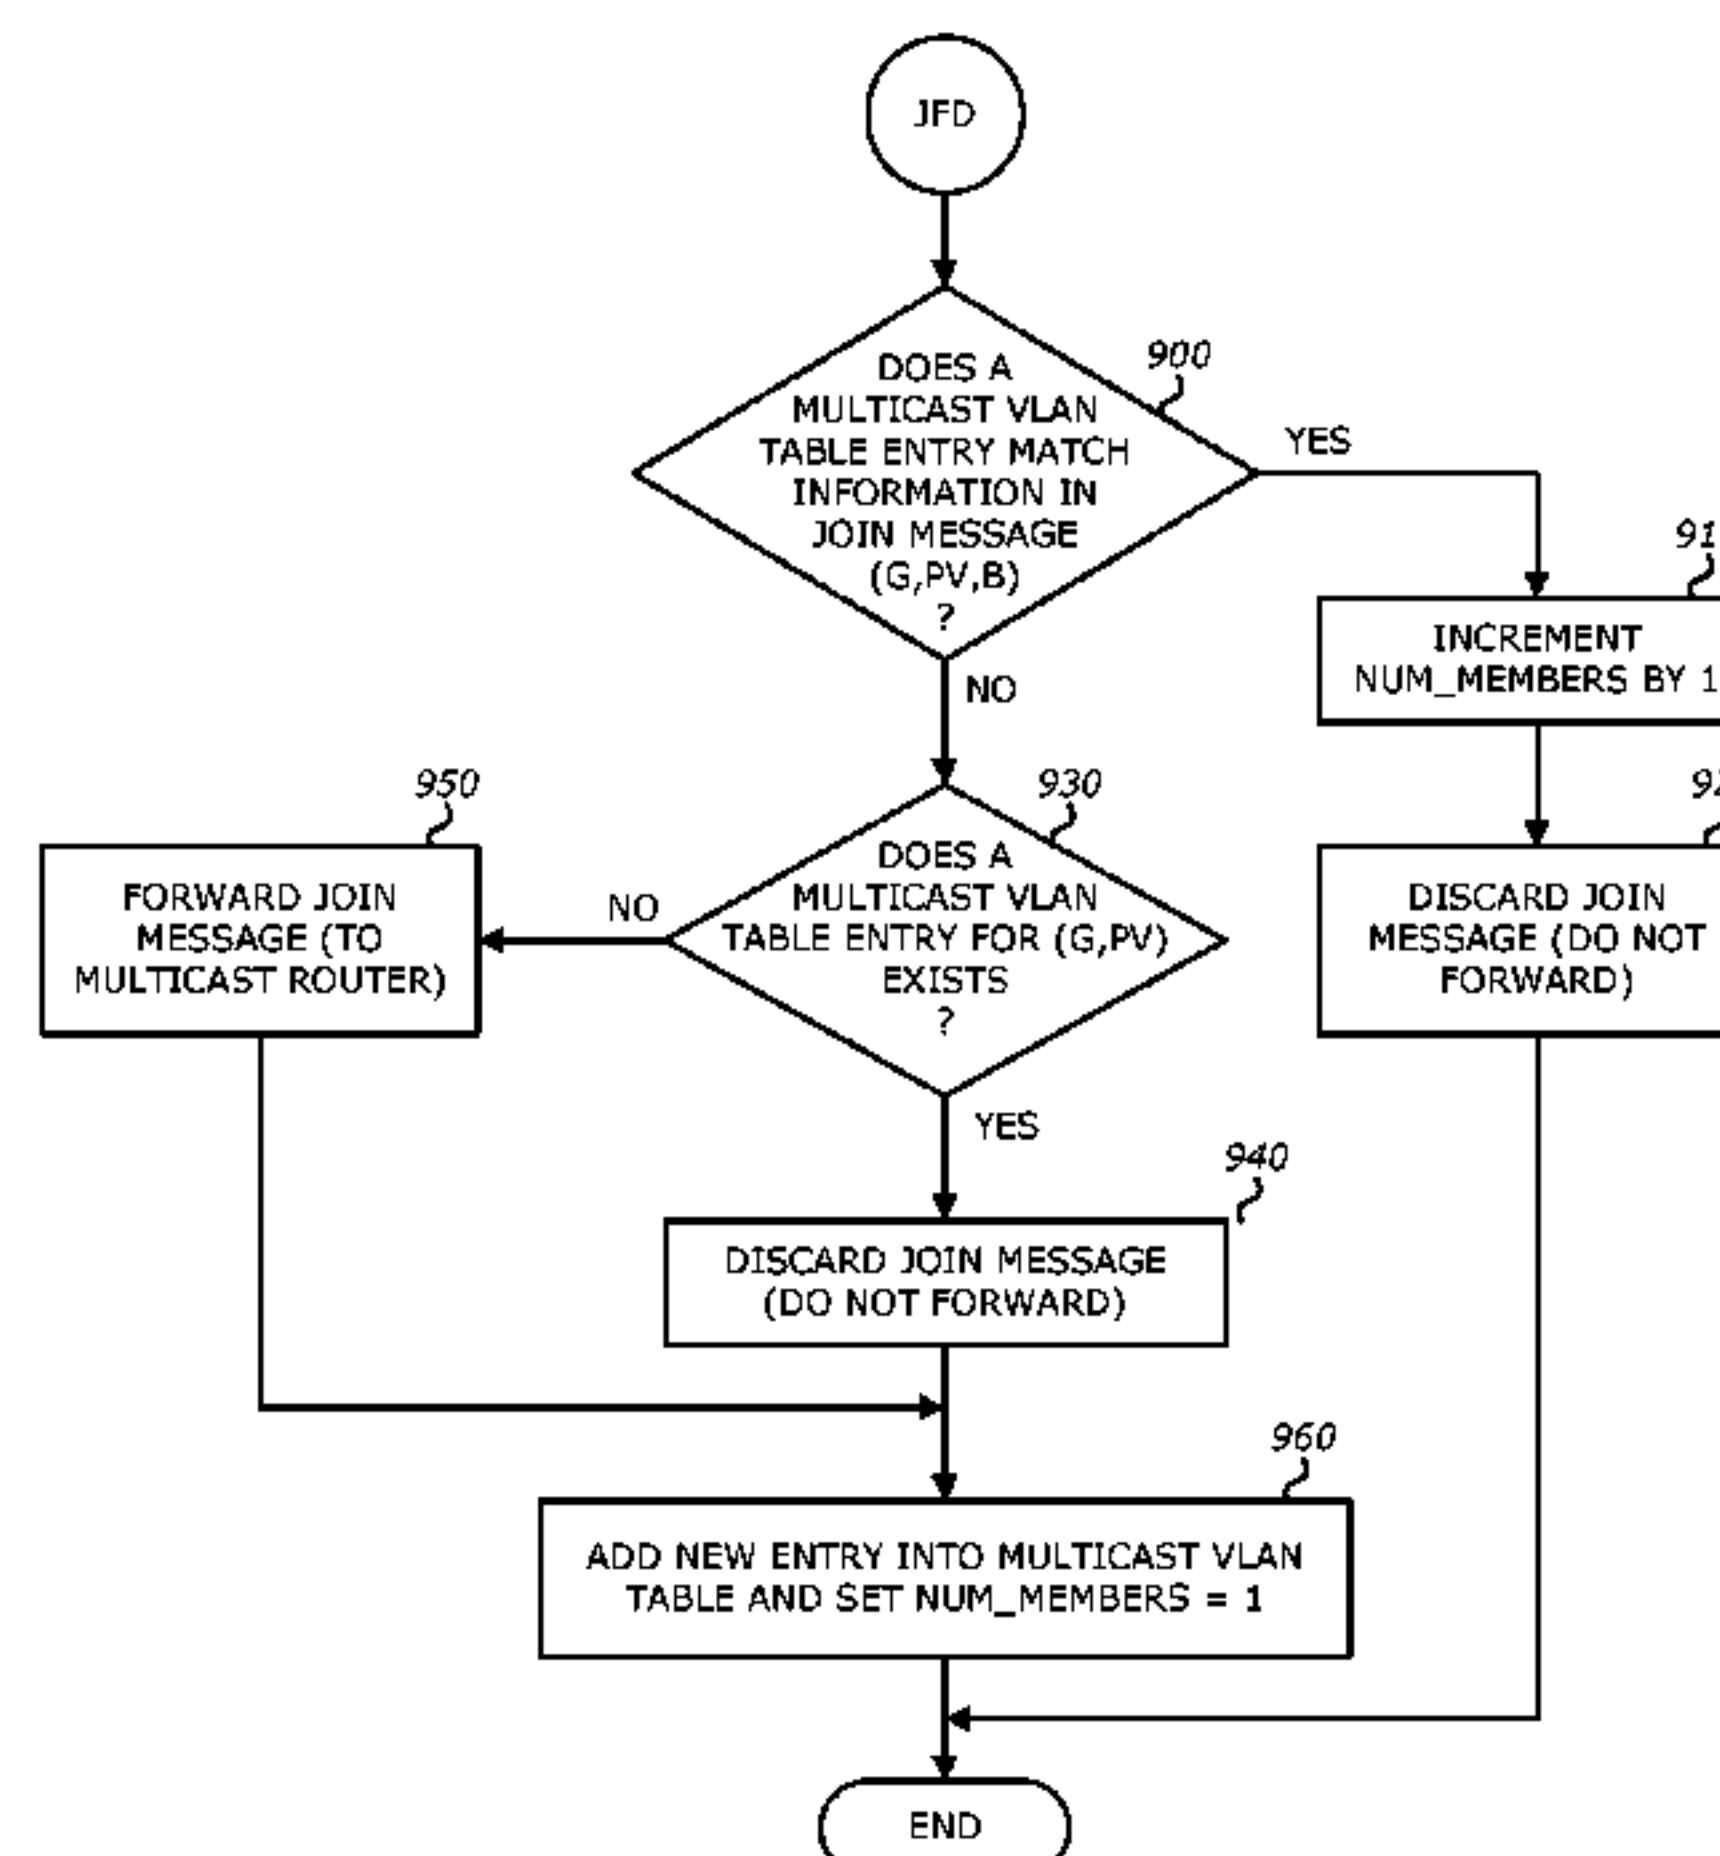 JFD
900
DOES A
MULTICAST VLAN
TABLE ENTRY MATCH
INFORMATION IN
JOIN MESSAGE
(G,PV,B)
?
YES
NO
INCREMENT
NUM_MEMBERS BY 1
950
FORWARD JOIN
MESSAGE (TO
MULTICAST ROUTER)
NO
930
DOES A
MULTICAST VLAN
TABLE ENTRY FOR (G,PV)
EXISTS
?
YES
DISCARD JOIN
MESSAGE (DO NOT
FORWARD)
940
DISCARD JOIN MESSAGE
(DO NOT FORWARD)
960
ADD NEW ENTRY INTO MULTICAST VLAN
TABLE AND SET NUM_MEMBERS = 1
END